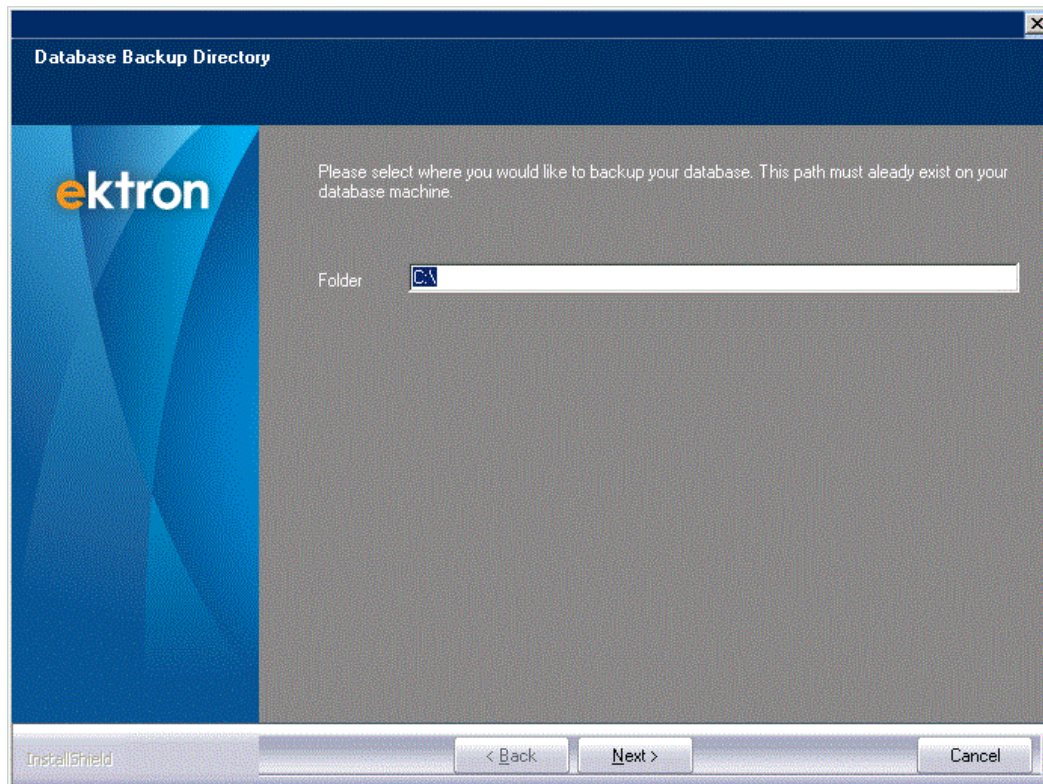 Database Backup Directory
ektron
Please select where you would like to backup your database. This path must aleady exist on your
database machine.
Folder
C:\
InstallShield
< Back
Next >
Cancel